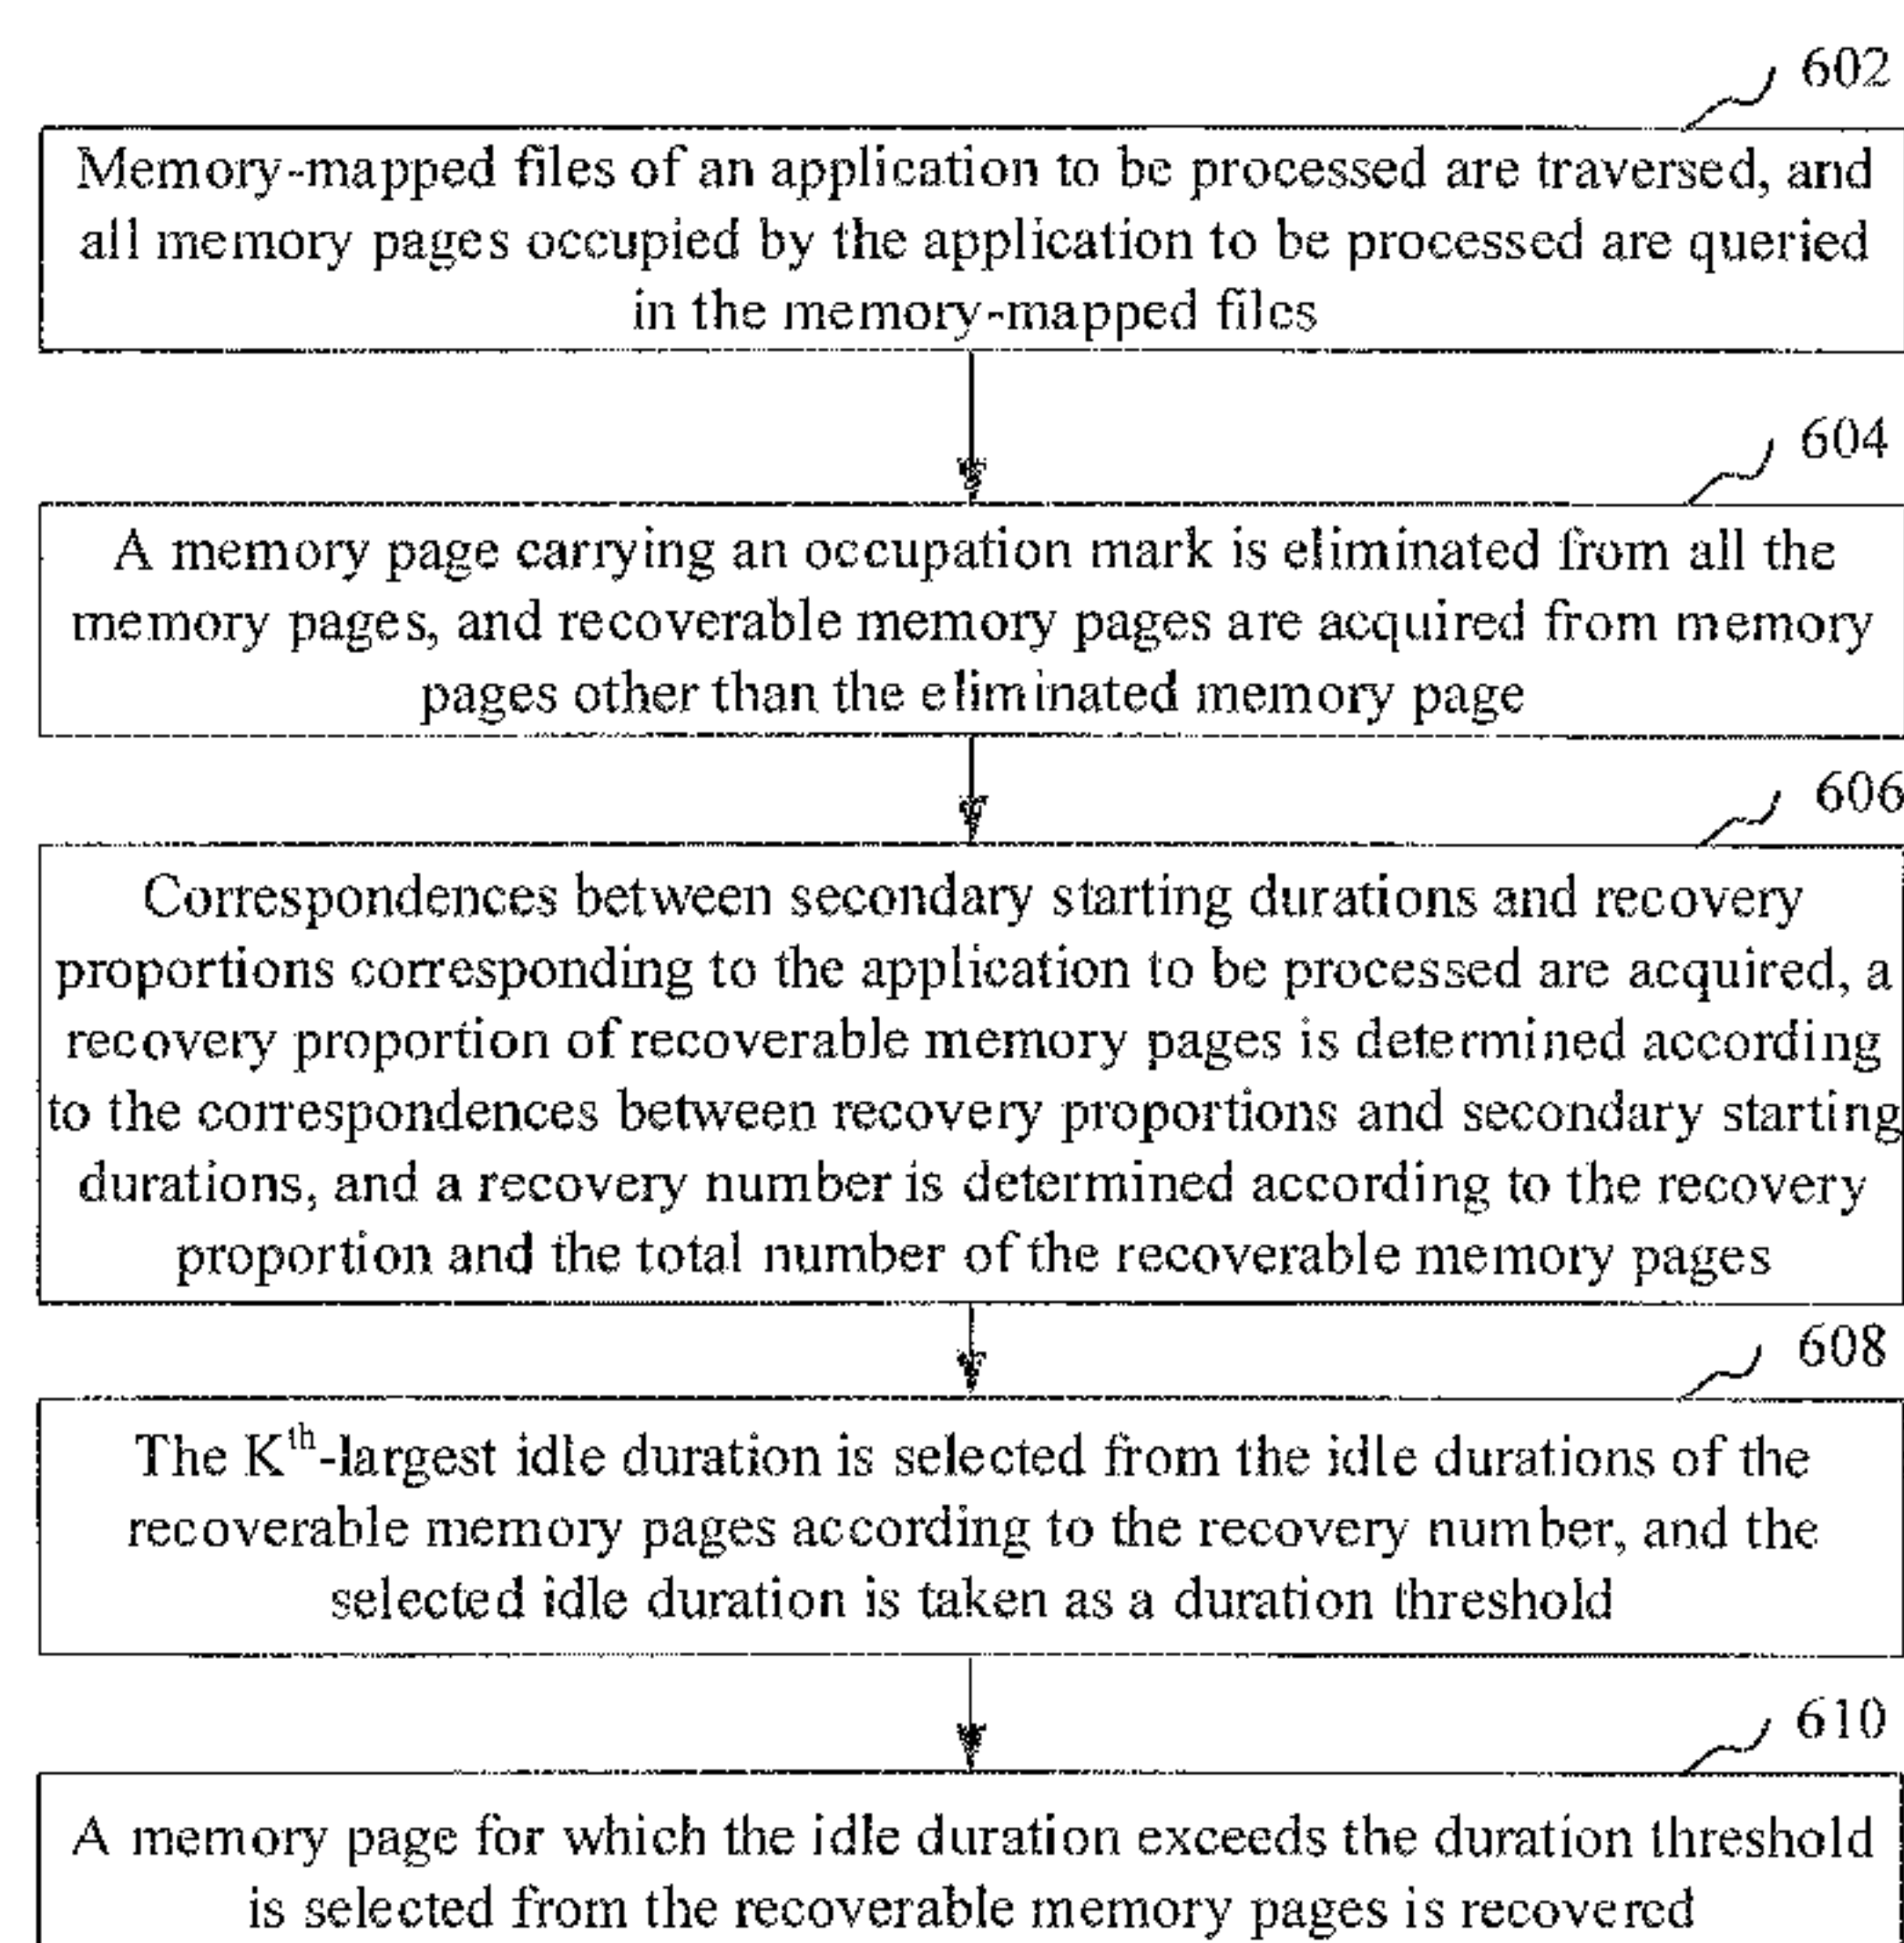 602
Memory-mapped files of an application to be processed are traversed, and
all memory pages occupied by the application to be processed are queried
in the memory-mapped files
604
A memory page carrying an occupation mark is eliminated from all the
memory pages, and recoverable memory pages are acquired from memory
pages other than the eliminated memory page
606
Correspondences between secondary starting durations and recovery
proportions corresponding to the application to be processed are acquired, a
recovery proportion of recoverable memory pages is determined according
to the correspondences between recovery proportions and secondary starting
durations, and a recovery number is determined according to the recovery
proportion and the total number of the recoverable memory pages
608
The Kth-largest idle duration is selected from the idle durations of the
recoverable memory pages according to the recovery number, and the
selected idle duration is taken as a duration threshold
610
A memory page for which the idle duration exceeds the duration threshold
is selected from the recoverable memory pages is recovered